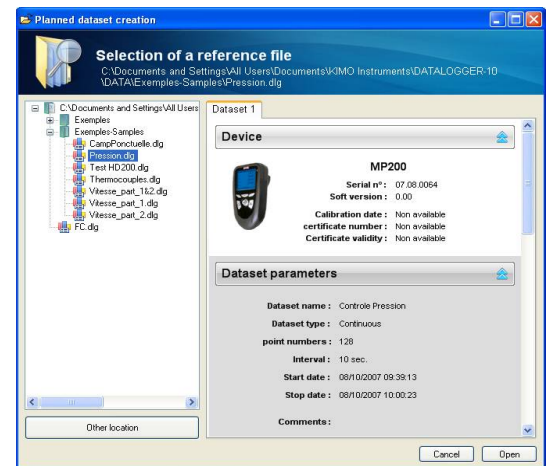 Planned dataset creation
Selection of a reference file
C:\Documents and Settings\All Users\Documents\KIMO Instruments\DATALOGGER-10
\DATA\Exemples-Samples\Pression.dlg
C:\Documents and Settings\All Users
Exemples
Exemples-Samples
CampPonctuelle.dlg
Pression.dlg
Test HD200.dlg
Thermocouples.dlg
Vitesse_part_1&2.dlg
Vitesse_part_1.dlg
Vitesse_part_2.dlg
FC.dlg
Other location
Dataset 1
Device
MP200
Serial n° : 07.08.0064
Soft version : 0.00
Calibration date : Non available
certificate number : Non available
Certificate validity : Non available
Dataset parameters
Dataset name : Controle Pression
Dataset type : Continuous
point numbers : 128
Interval : 10 sec.
Start date : 08/10/2007 09:39:13
Stop date : 08/10/2007 10:00:23
Comments :
Cancel
Open